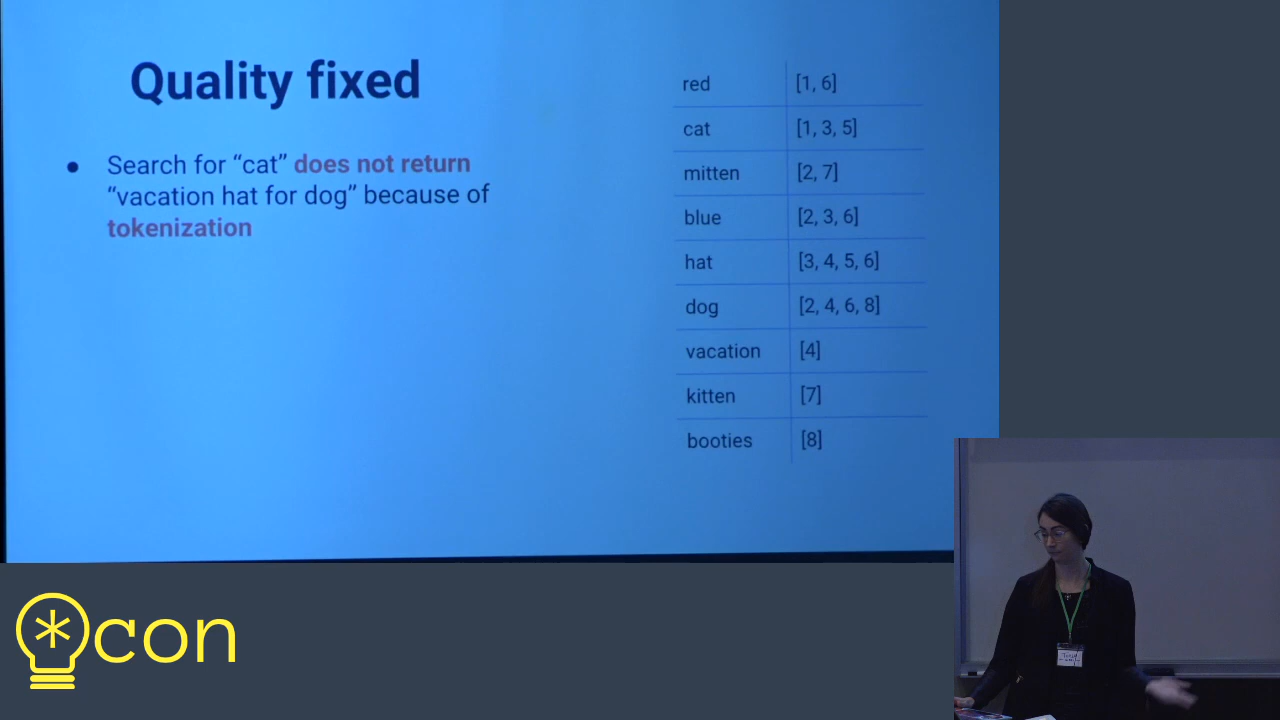 Quality fixed
● Search for “cat” does not return
“vacation hat for dog” because of
tokenization
red [1, 6]
cat [1, 3, 5]
mitten [2, 7]
blue [2, 3, 6]
hat [3, 4, 5, 6]
dog [2, 4, 6, 8]
vacation [4]
kitten [7]
booties [8]
*con